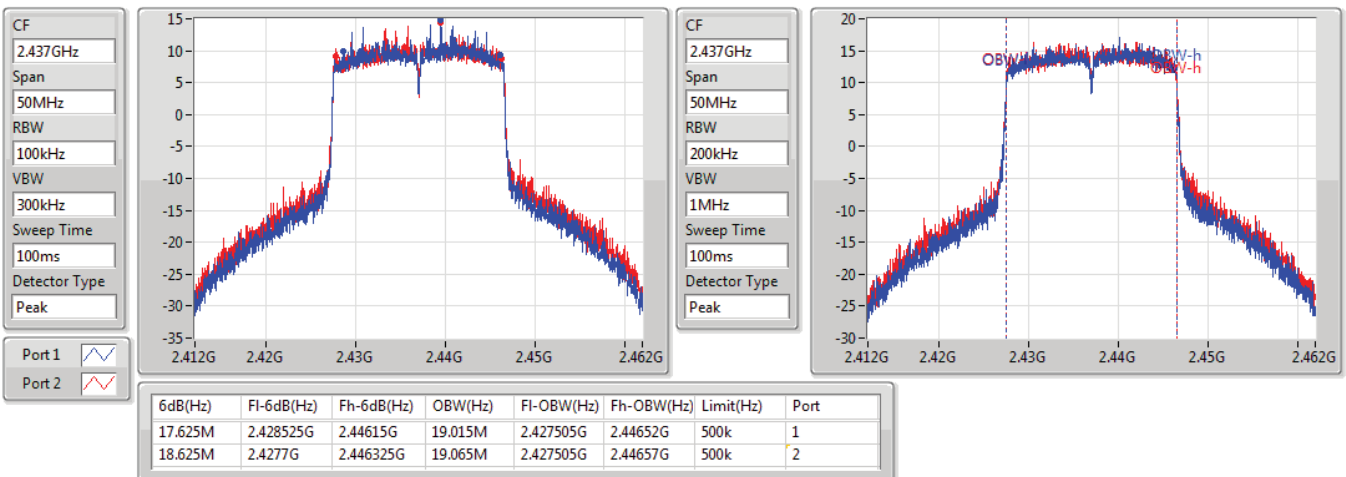 CF
2.437GHz
Span
50MHz
RBW
100kHz
VBW
300kHz
Sweep Time
100ms
Detector Type
Peak
Port 1
Port 2
15
10
5
0
-5
-10
-15
-20
-25
-30
-35
2.412G 2.42G 2.43G 2.44G 2.45G 2.462G
CF
2.437GHz
Span
50MHz
RBW
200kHz
VBW
1MHz
Sweep Time
100ms
Detector Type
Peak
20
15
10
5
0
-5
-10
-15
-20
-25
-30
OBW-h
OBW-h
2.412G 2.42G 2.43G 2.44G 2.45G 2.462G
6dB(Hz) Fl-6dB(Hz) Fh-6dB(Hz) OBW(Hz) Fl-OBW(Hz) Fh-OBW(Hz) Limit(Hz) Port
17.625M 2.428525G 2.44615G 19.015M 2.427505G 2.44652G 500k 1
18.625M 2.4277G 2.446325G 19.065M 2.427505G 2.44657G 500k 2